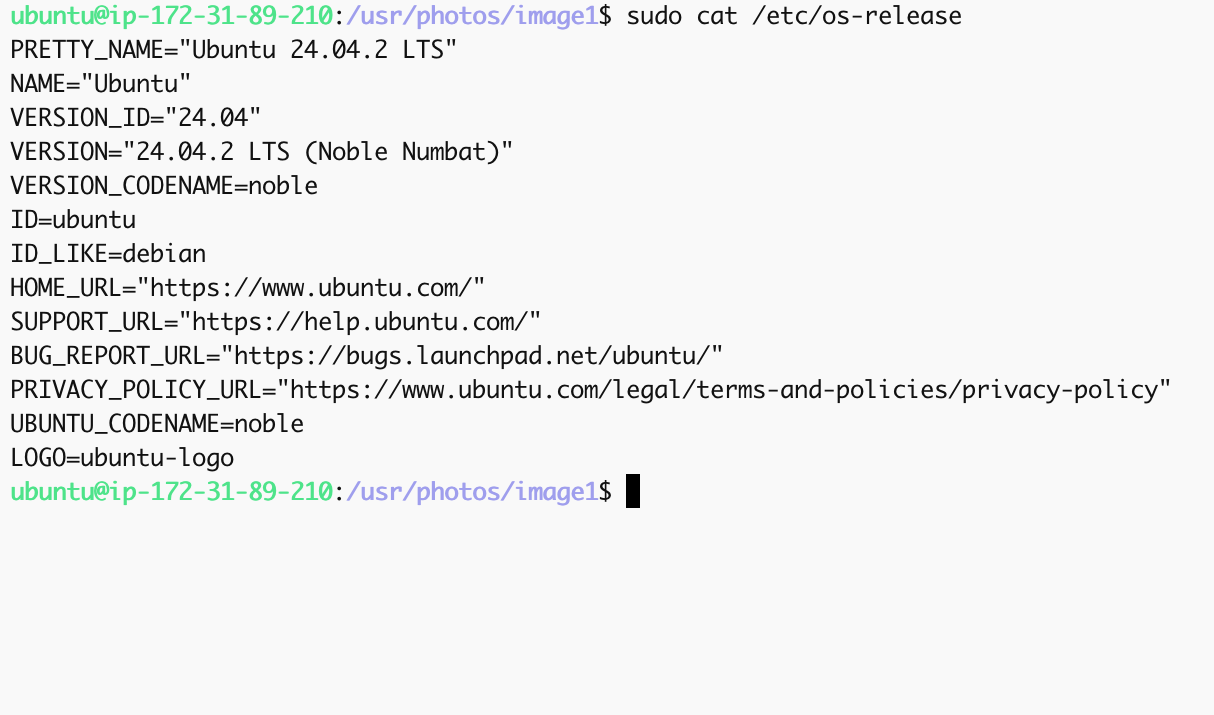 ubuntu@ip-172-31-89-210:/usr/photos/image1$ sudo cat /etc/os-release
PRETTY_NAME="Ubuntu 24.04.2 LTS"
NAME="Ubuntu"
VERSION_ID="24.04"
VERSION="24.04.2 LTS (Noble Numbat)"
VERSION_CODENAME=noble
ID=ubuntu
ID_LIKE=debian
HOME_URL="https://www.ubuntu.com/"
SUPPORT_URL="https://help.ubuntu.com/"
BUG_REPORT_URL="https://bugs.launchpad.net/ubuntu/"
PRIVACY_POLICY_URL="https://www.ubuntu.com/legal/terms-and-policies/privacy-policy"
UBUNTU_CODENAME=noble
LOGO=ubuntu-logo
ubuntu@ip-172-31-89-210:/usr/photos/image1$